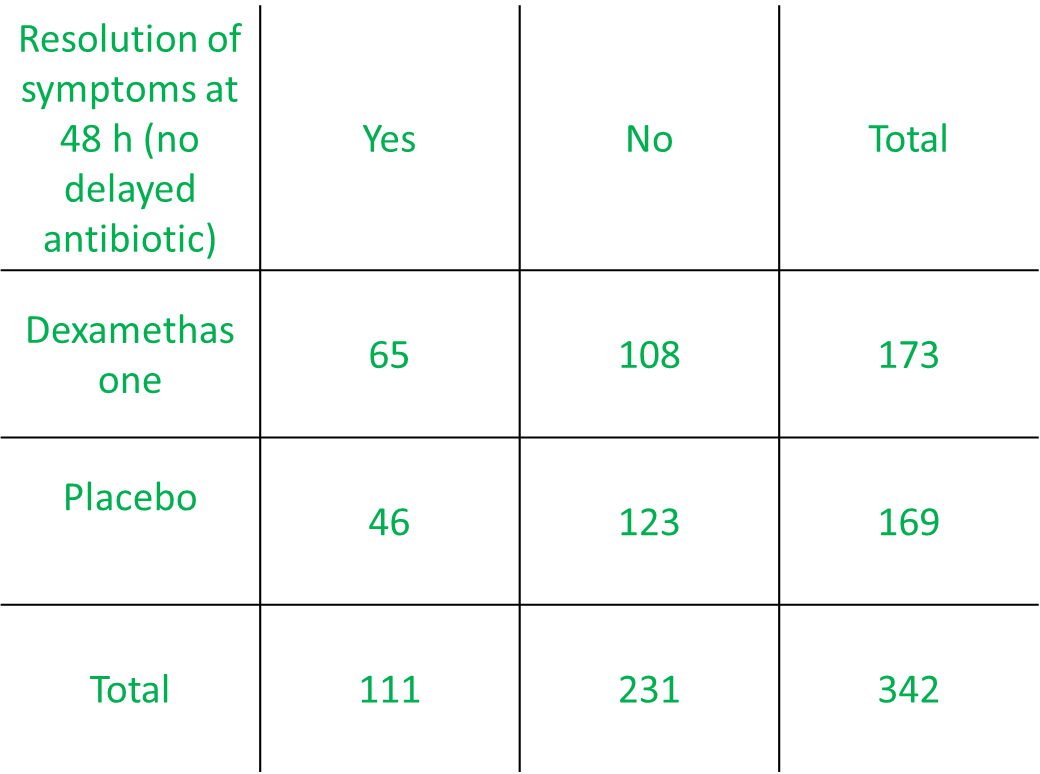 Resolution of
symptoms at
48 h (no
delayed
antibiotic)
Yes
No
Total
Dexamethas
one
65
108
173
Placebo
46
123
169
Total
111
231
342